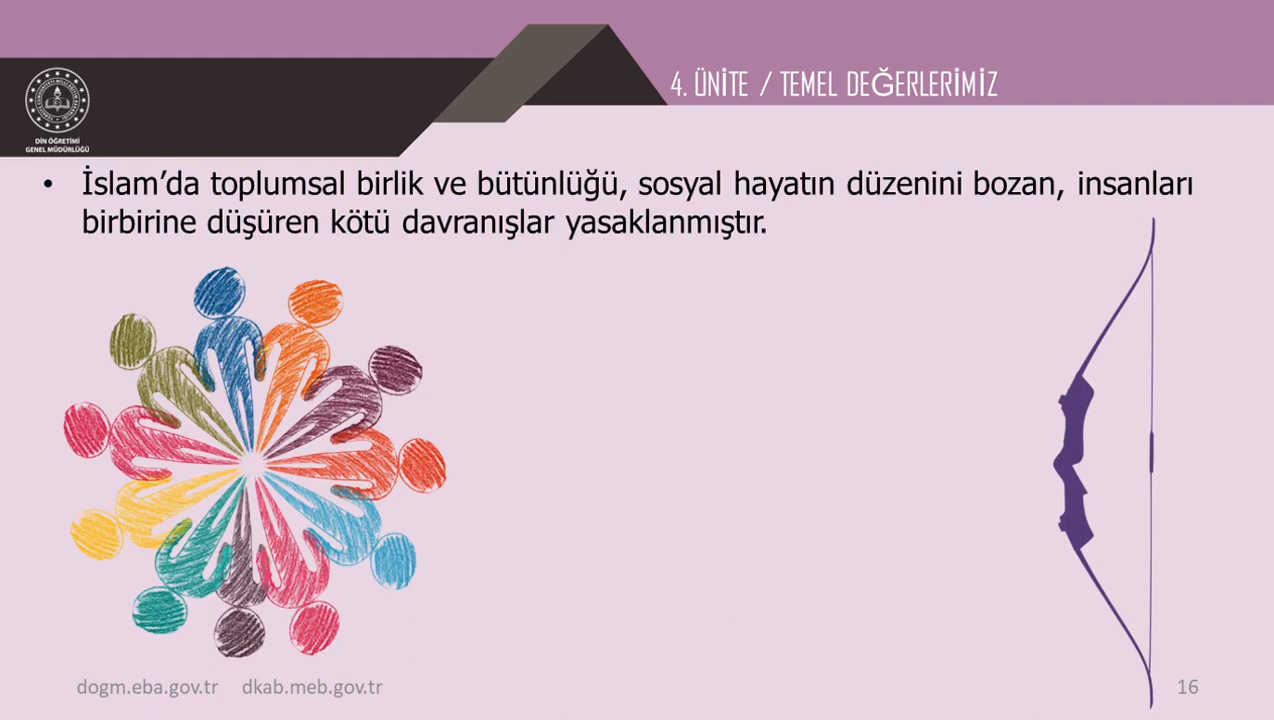 4. ÜNİTE / TEMEL DEĞERLERİMİZ
DİN ÖĞRETİMİ
GENEL MÜDÜRLÜĞÜ
• İslam’da toplumsal birlik ve bütünlüğü, sosyal hayatın düzenini bozan, insanları
birbirine düşüren kötü davranışlar yasaklanmıştır.
dogm.eba.gov.tr dkab.meb.gov.tr
16